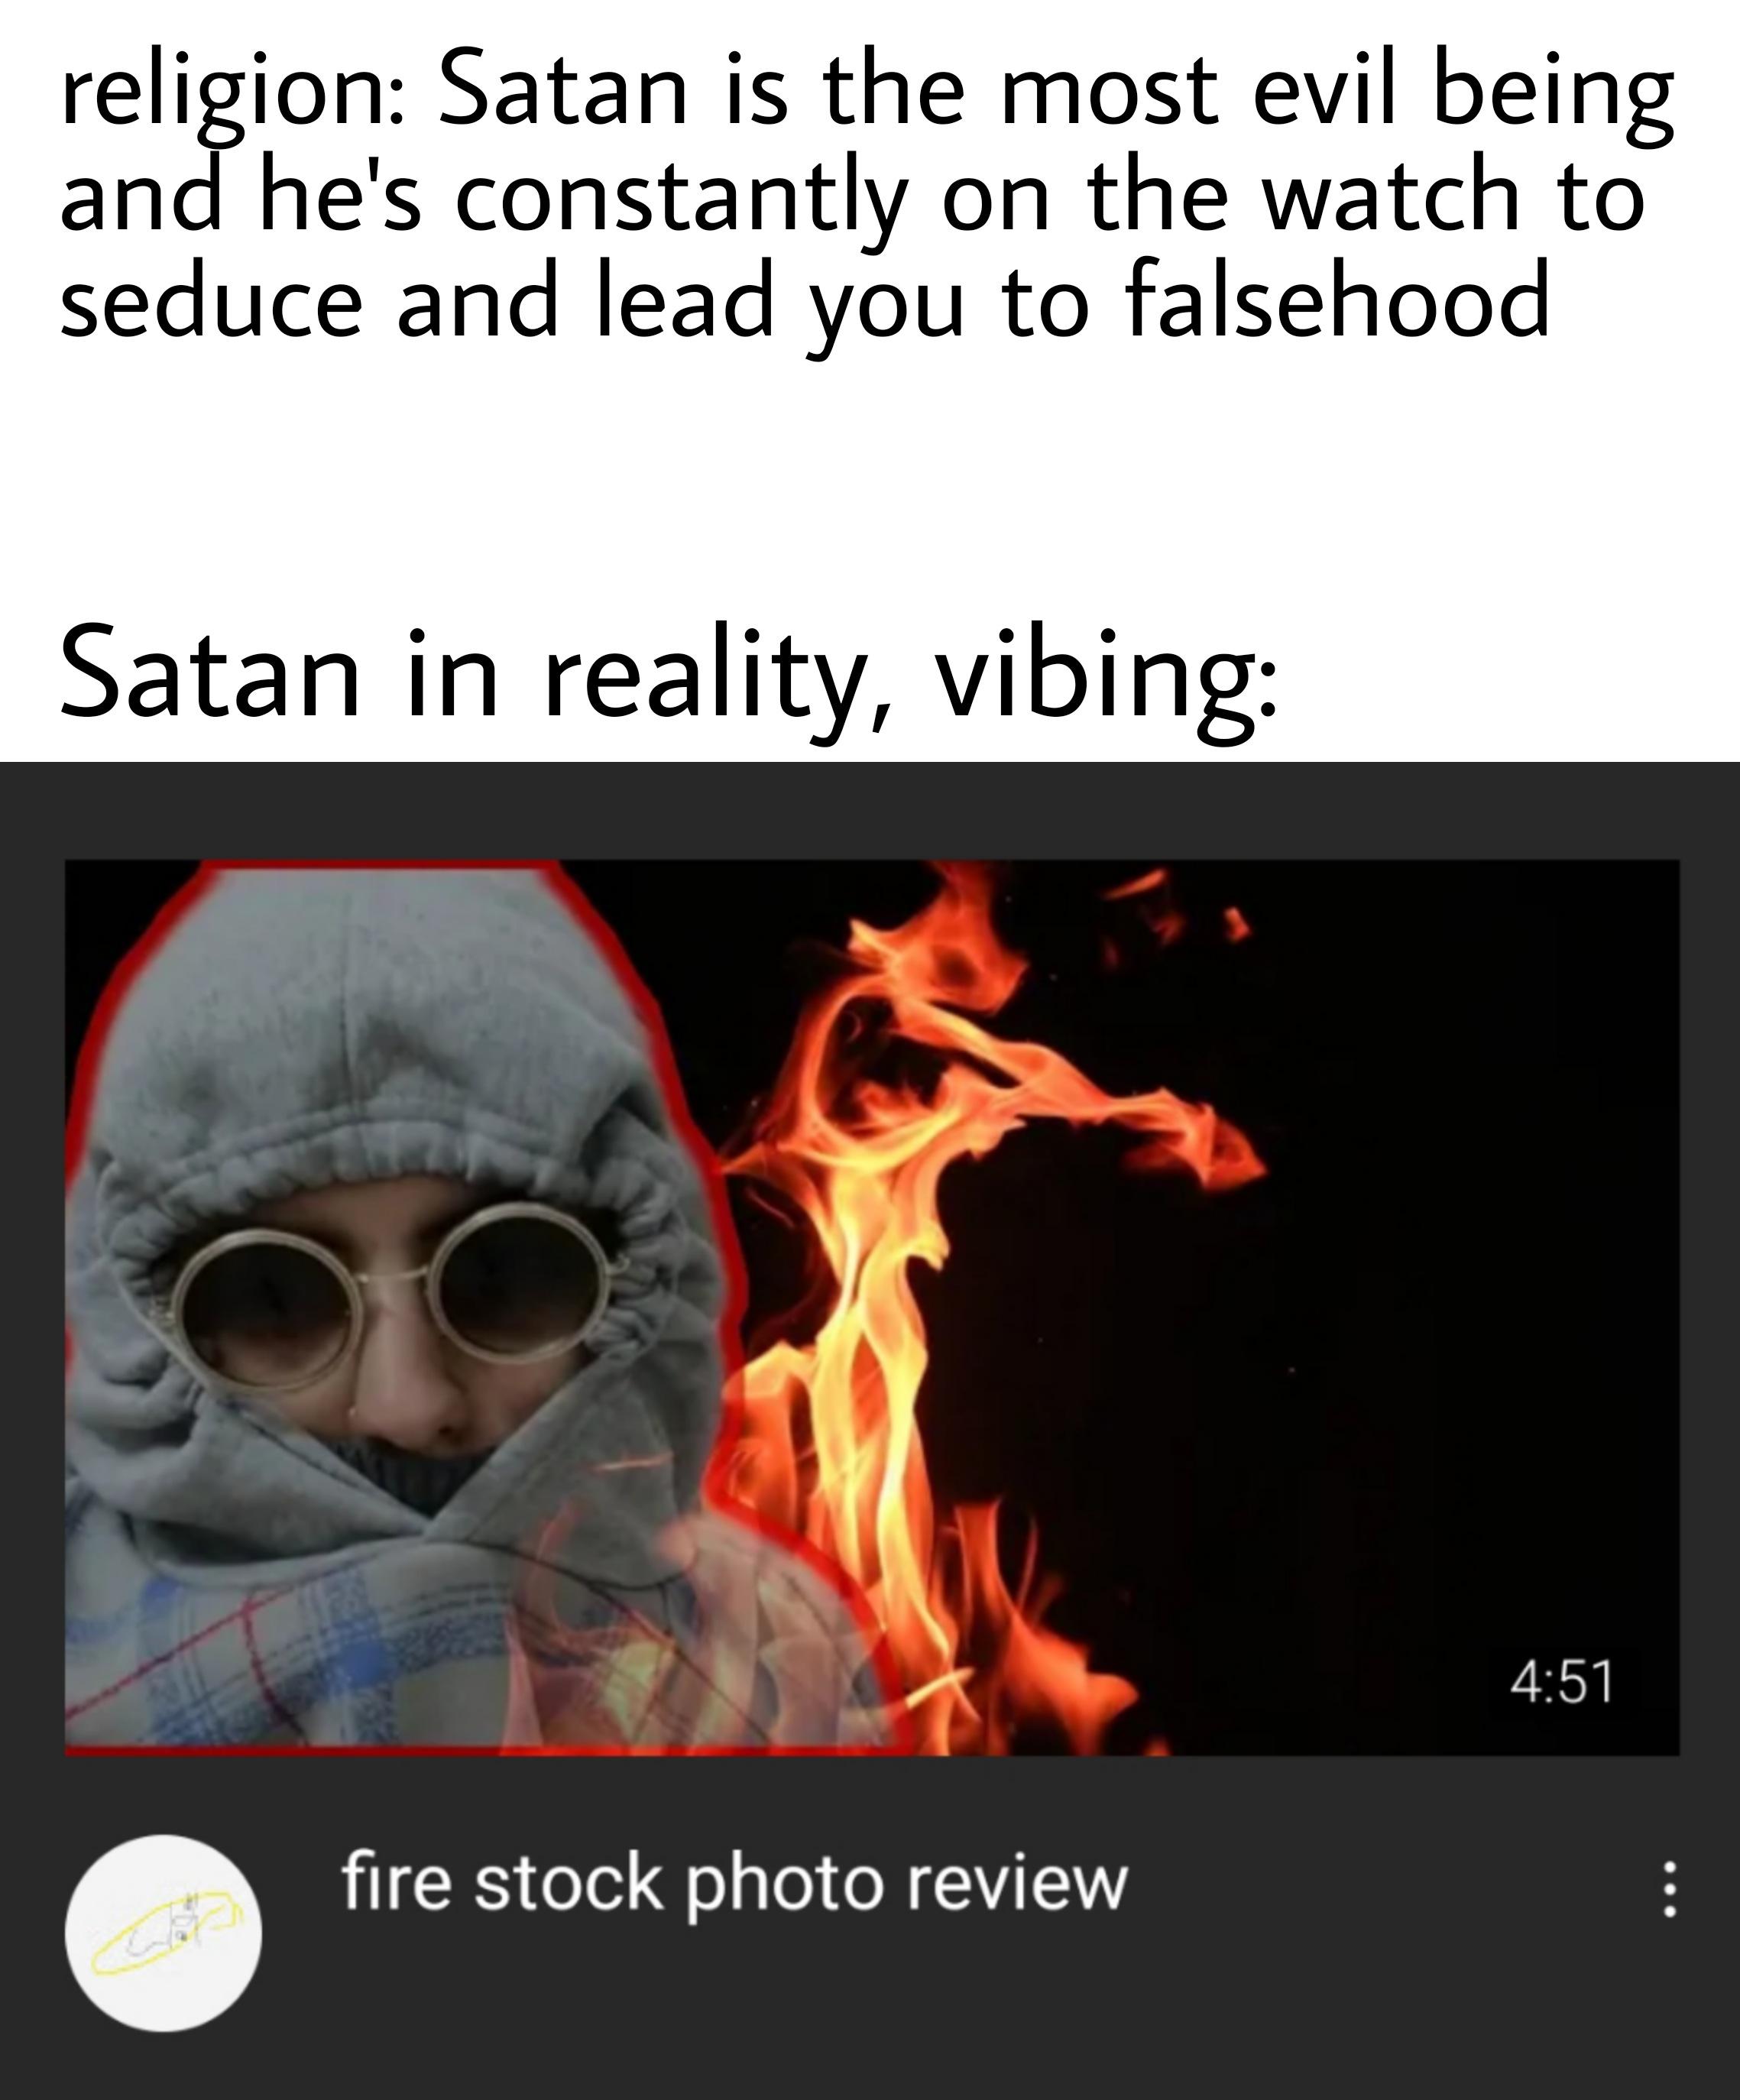 religion: Satan is the most evil being
and he's constantly on the watch to
seduce and lead you to falsehood
Satan in reality, vibing:
4:51
fire stock photo review